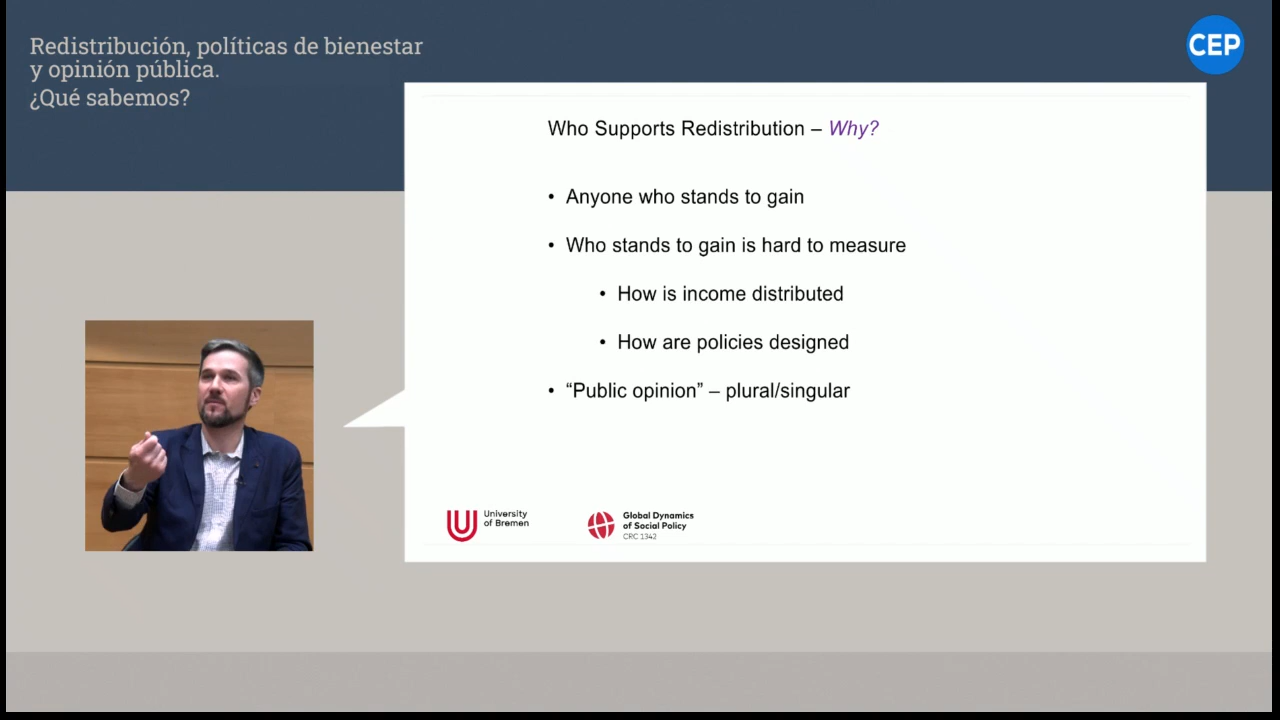 Redistribución, políticas de bienestar
y opinión pública.
¿Qué sabemos?
CEP
Who Supports Redistribution – Why?
• Anyone who stands to gain
• Who stands to gain is hard to measure
• How is income distributed
• How are policies designed
• “Public opinion” – plural/singular
University
of Bremen
Global Dynamics
of Social Policy
CRC 1342